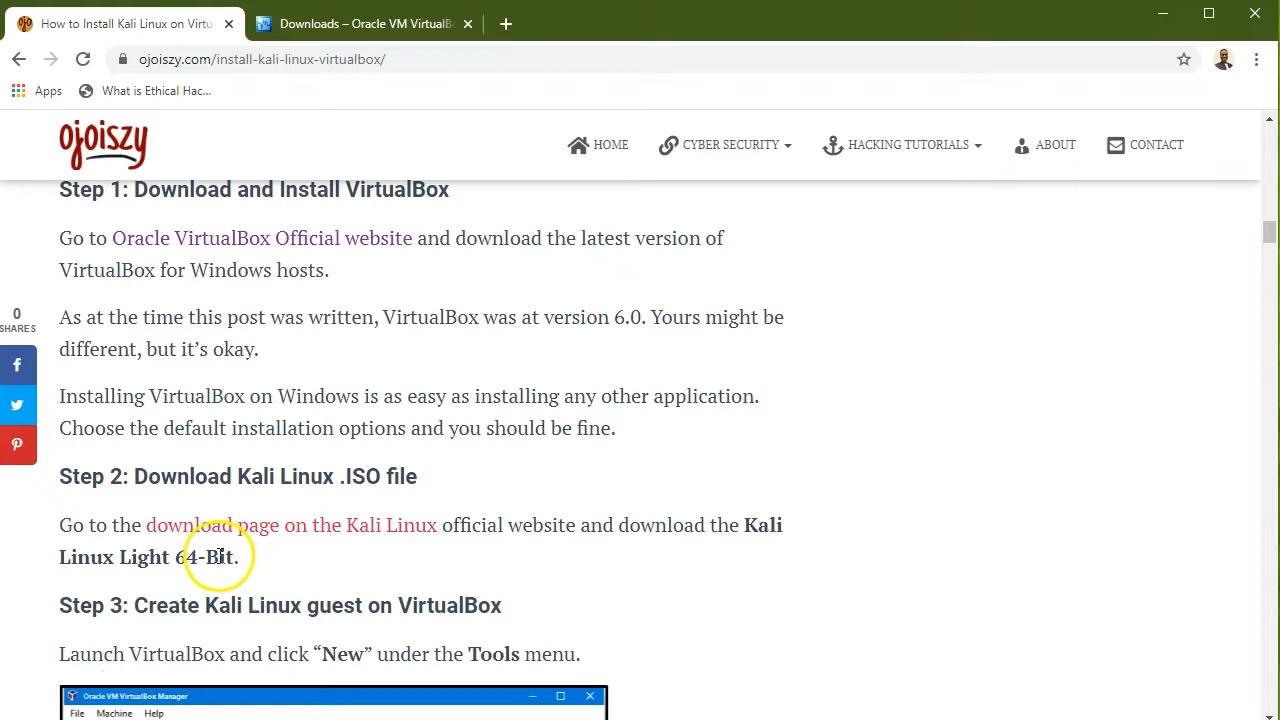 How to Install Kali Linux on Virtu
Downloads – Oracle VM VirtualB
ojoiszy.com/install-kali-linux-virtualbox/
Apps
What is Ethical Hac...
ojoiszy
HOME
CYBER SECURITY
HACKING TUTORIALS
ABOUT
CONTACT
Step 1: Download and Install VirtualBox
Go to Oracle VirtualBox Official website and download the latest version of
VirtualBox for Windows hosts.
0
SHARES
As at the time this post was written, VirtualBox was at version 6.0. Yours might be
different, but it’s okay.
Installing VirtualBox on Windows is as easy as installing any other application.
Choose the default installation options and you should be fine.
Step 2: Download Kali Linux .ISO file
Go to the download page on the Kali Linux official website and download the Kali
Linux Light 64-Bit.
Step 3: Create Kali Linux guest on VirtualBox
Launch VirtualBox and click “New” under the Tools menu.
Oracle VM VirtualBox Manager
File Machine Help